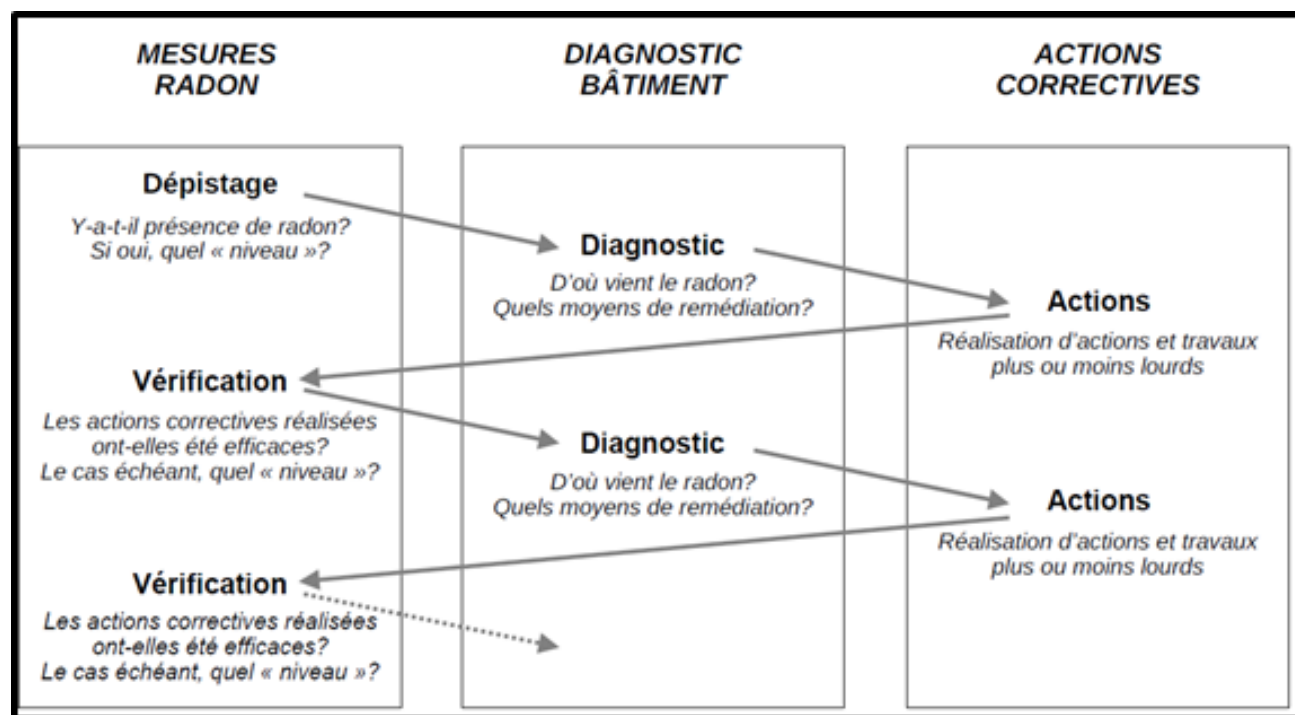 MESURES
RADON
DIAGNOSTIC
BÂTIMENT
ACTIONS
CORRECTIVES
Dépistage
Y-a-t-il présence de radon?
Si oui, quel « niveau »?
Diagnostic
D'où vient le radon?
Quels moyens de remédiation?
Actions
Réalisation d'actions et travaux
plus ou moins lourds
Vérification
Les actions correctives réalisées
ont-elles été efficaces?
Le cas échéant, quel « niveau »?
Diagnostic
D'où vient le radon?
Quels moyens de remédiation?
Actions
Réalisation d'actions et travaux
plus ou moins lourds
Vérification
Les actions correctives réalisées
ont-elles été efficaces?
Le cas échéant, quel « niveau »?